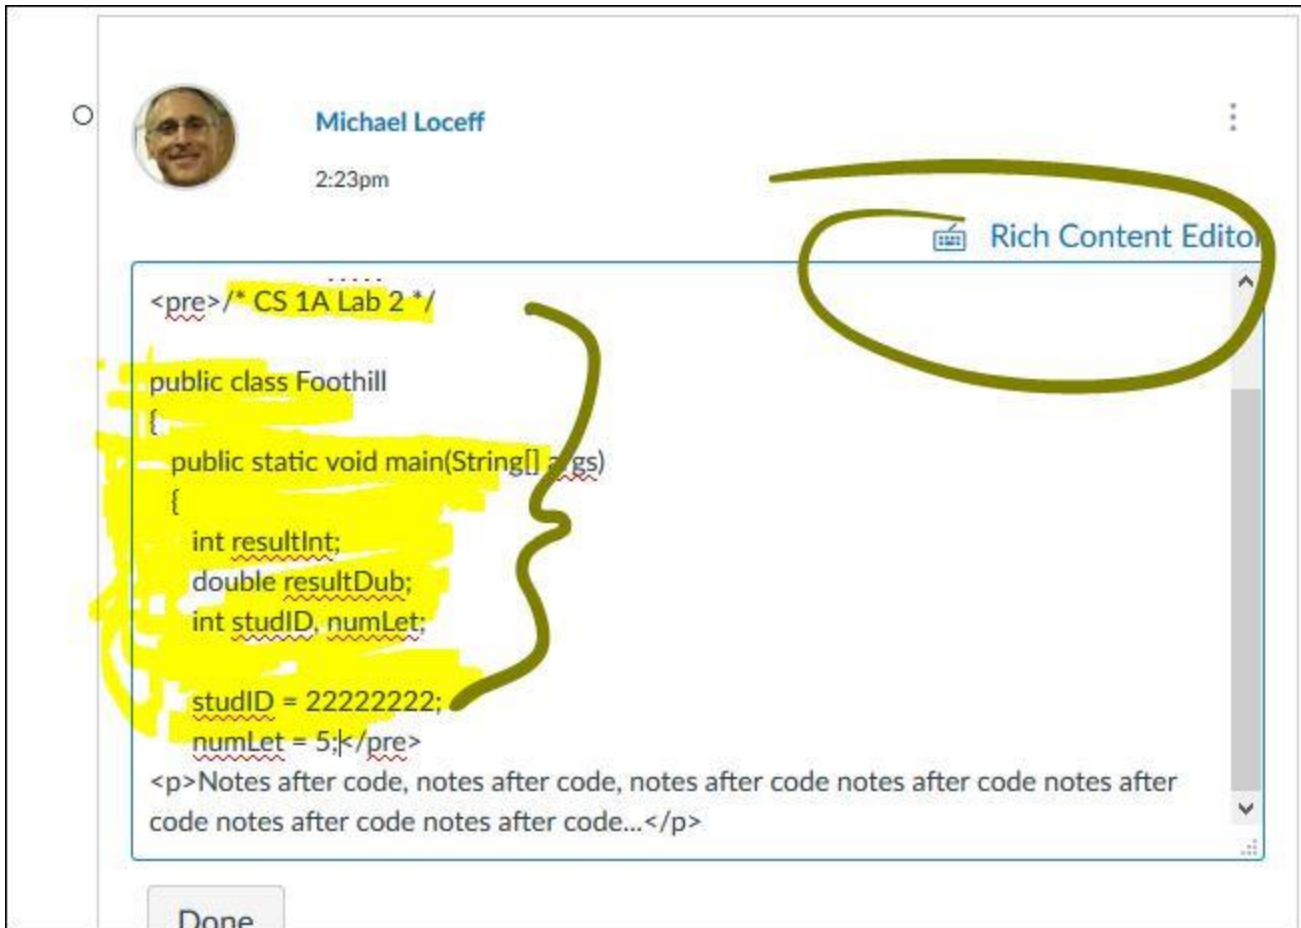 Michael Loceff
2:23pm
Rich Content Editor
<pre>/* CS 1A Lab 2 */
public class Foothill
{
public static void main(String[] args)
{
int resultInt;
double resultDub;
int studID, numLet;
studID = 22222222;
numLet = 5;</pre>
<p>Notes after code, notes after code, notes after code notes after code notes after
code notes after code notes after code...</p>
Done